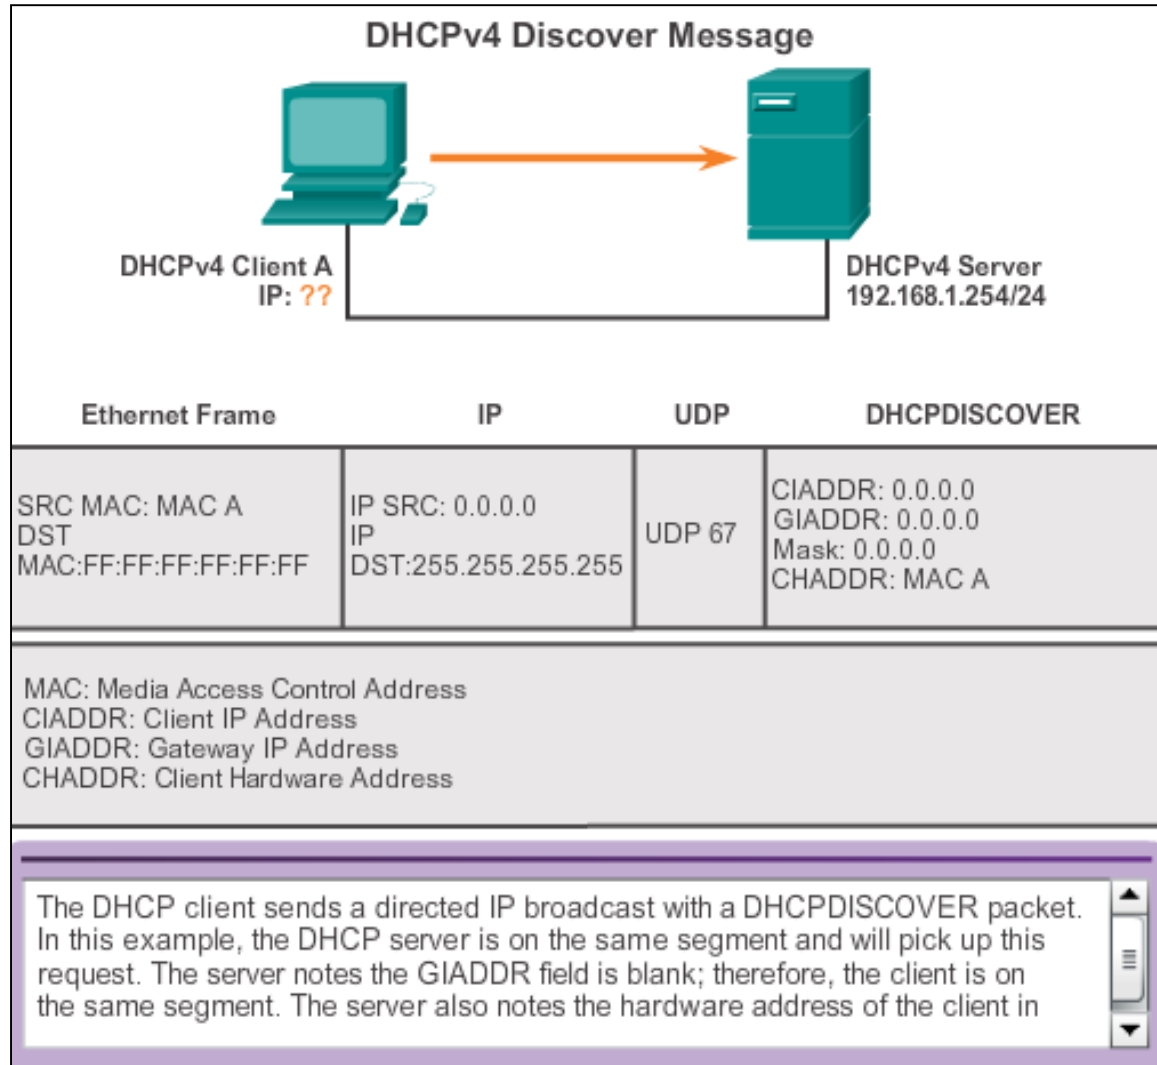 DHCPv4 Discover Message
DHCPv4 Client A
IP: ??
DHCPv4 Server
192.168.1.254/24
Ethernet Frame
IP
UDP
DHCPDISCOVER
SRC MAC: MAC A
DST
MAC:FF:FF:FF:FF:FF:FF
IP SRC: 0.0.0.0
IP
DST:255.255.255.255
UDP 67
CIADDR: 0.0.0.0
GIADDR: 0.0.0.0
Mask: 0.0.0.0
CHADDR: MAC A
MAC: Media Access Control Address
CIADDR: Client IP Address
GIADDR: Gateway IP Address
CHADDR: Client Hardware Address
The DHCP client sends a directed IP broadcast with a DHCPDISCOVER packet.
In this example, the DHCP server is on the same segment and will pick up this
request. The server notes the GIADDR field is blank; therefore, the client is on
the same segment. The server also notes the hardware address of the client in